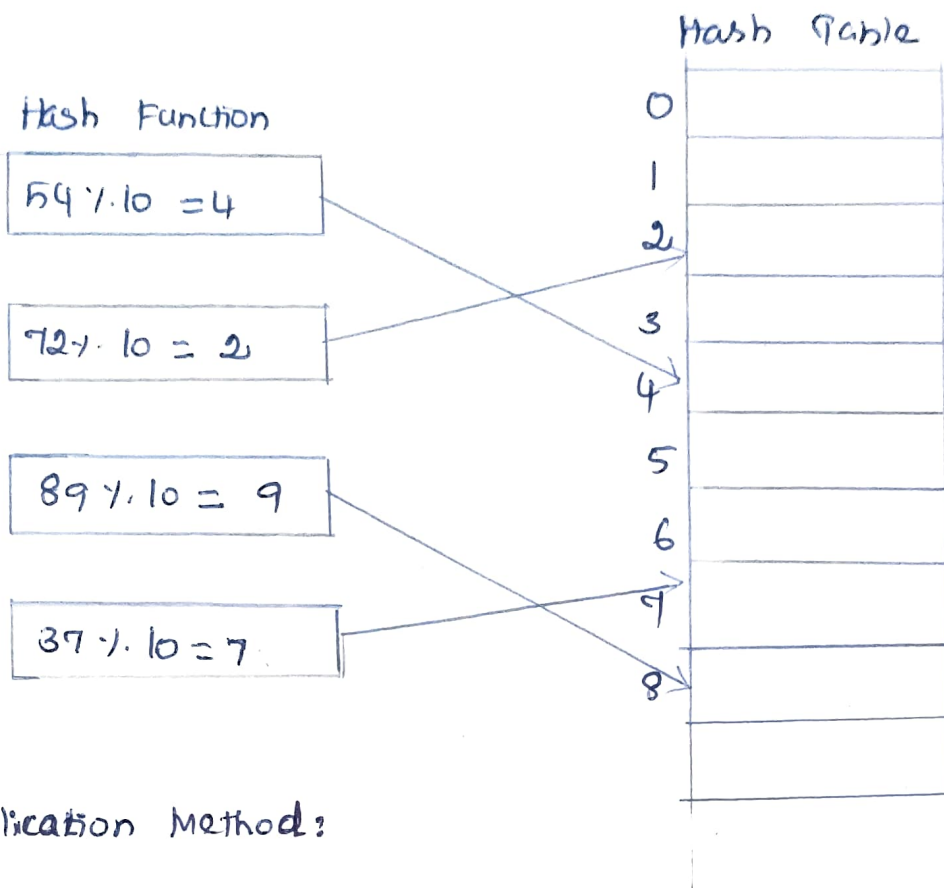 Hash Table
Hash Function
0
54 % 10 = 4
1
2
72 % 10 = 2
3
4
5
89 % 10 = 9
6
7
37 % 10 = 7
8
lication Method: